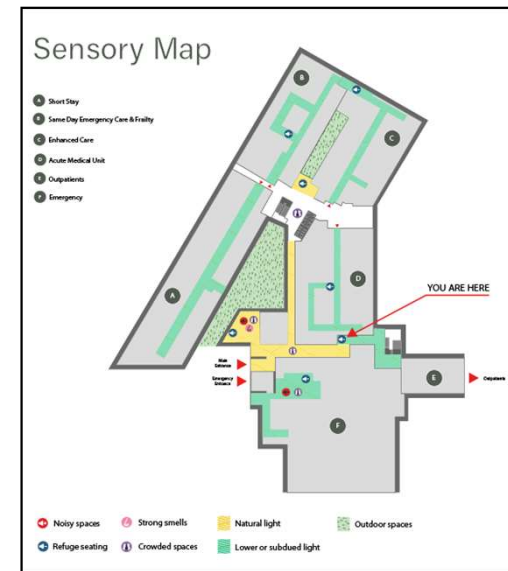 Sensory Map
A Short Stay
B Same Day Emergency Care & Frailty
C Enhanced Care
D Acute Medical Unit
E Outpatients
F Emergency
B
C
A
D
YOU ARE HERE
Main
Entrance
Emergency
Entrance
E
Outpatients
F
Noisy spaces
Strong smells
Natural light
Outdoor spaces
Refuge seating
Crowded spaces
Lower or subdued light